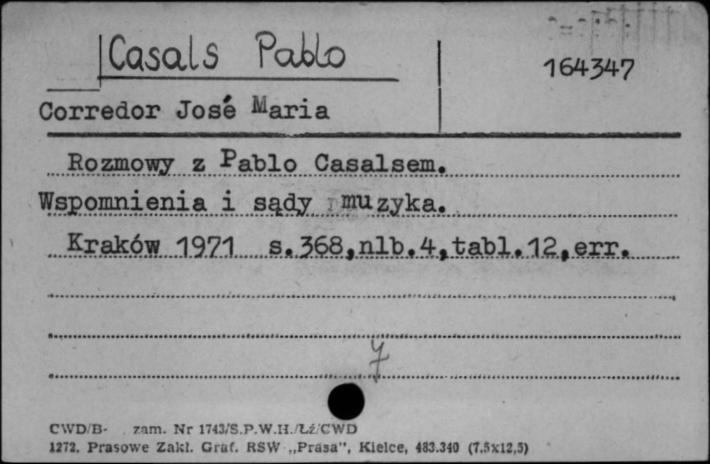 Casals Pablo
164347
Corredor José Maria
Rozmowy z Pablo Casalsem.
Wspomnienia i sądy muzyka.
Kraków 1971 s.368,nlb.4,tabl.12,err.
CWD/B- zam. Nr 1743/S.P.W.H./Łź/CWD
1272. Prasowe Zakł. Graf. RSW „Prasa", Kielce, 483.340 (7,5x12,5)